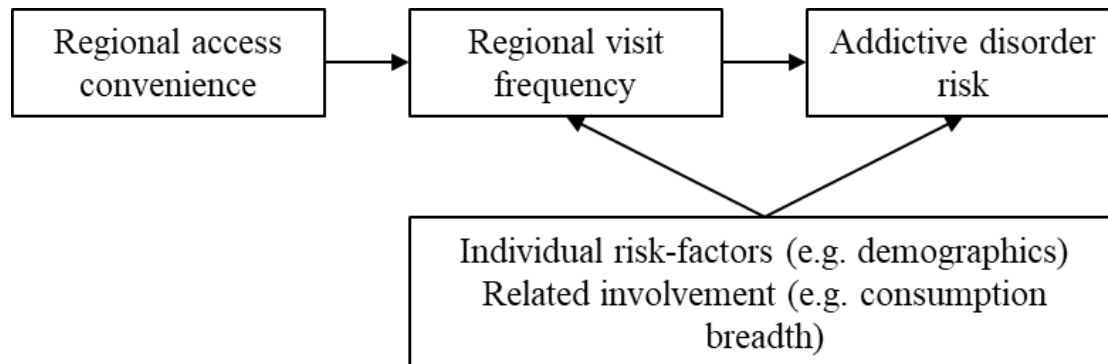 Regional access
convenience
Regional visit
frequency
Addictive disorder
risk
Individual risk-factors (e.g. demographics)
Related involvement (e.g. consumption
breadth)